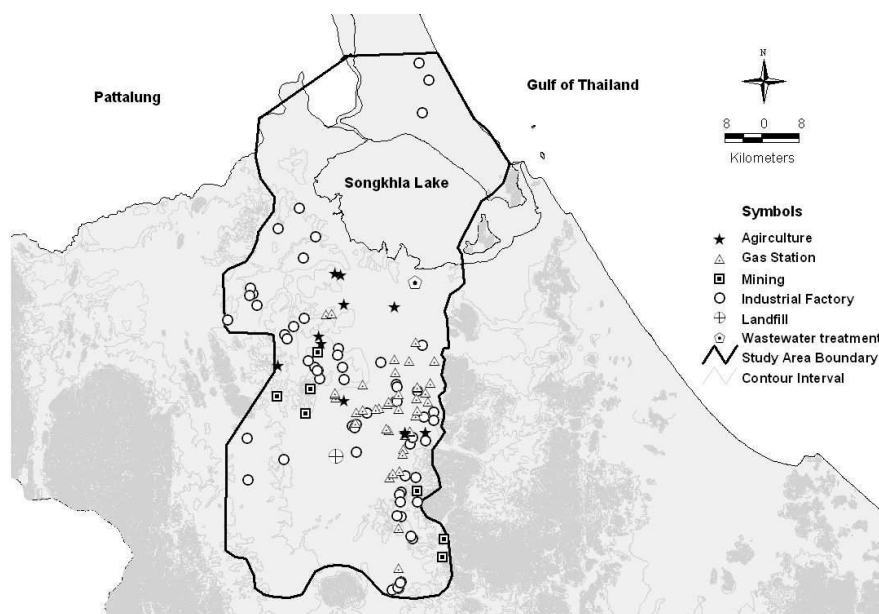 Pattalung
Gulf of Thailand
N
8 0 8
Kilometers
Songkhla Lake
Symbols
Agirculture
Gas Station
Mining
Industrial Factory
Landfill
Wastewater treatment
Study Area Boundary
Contour Interval